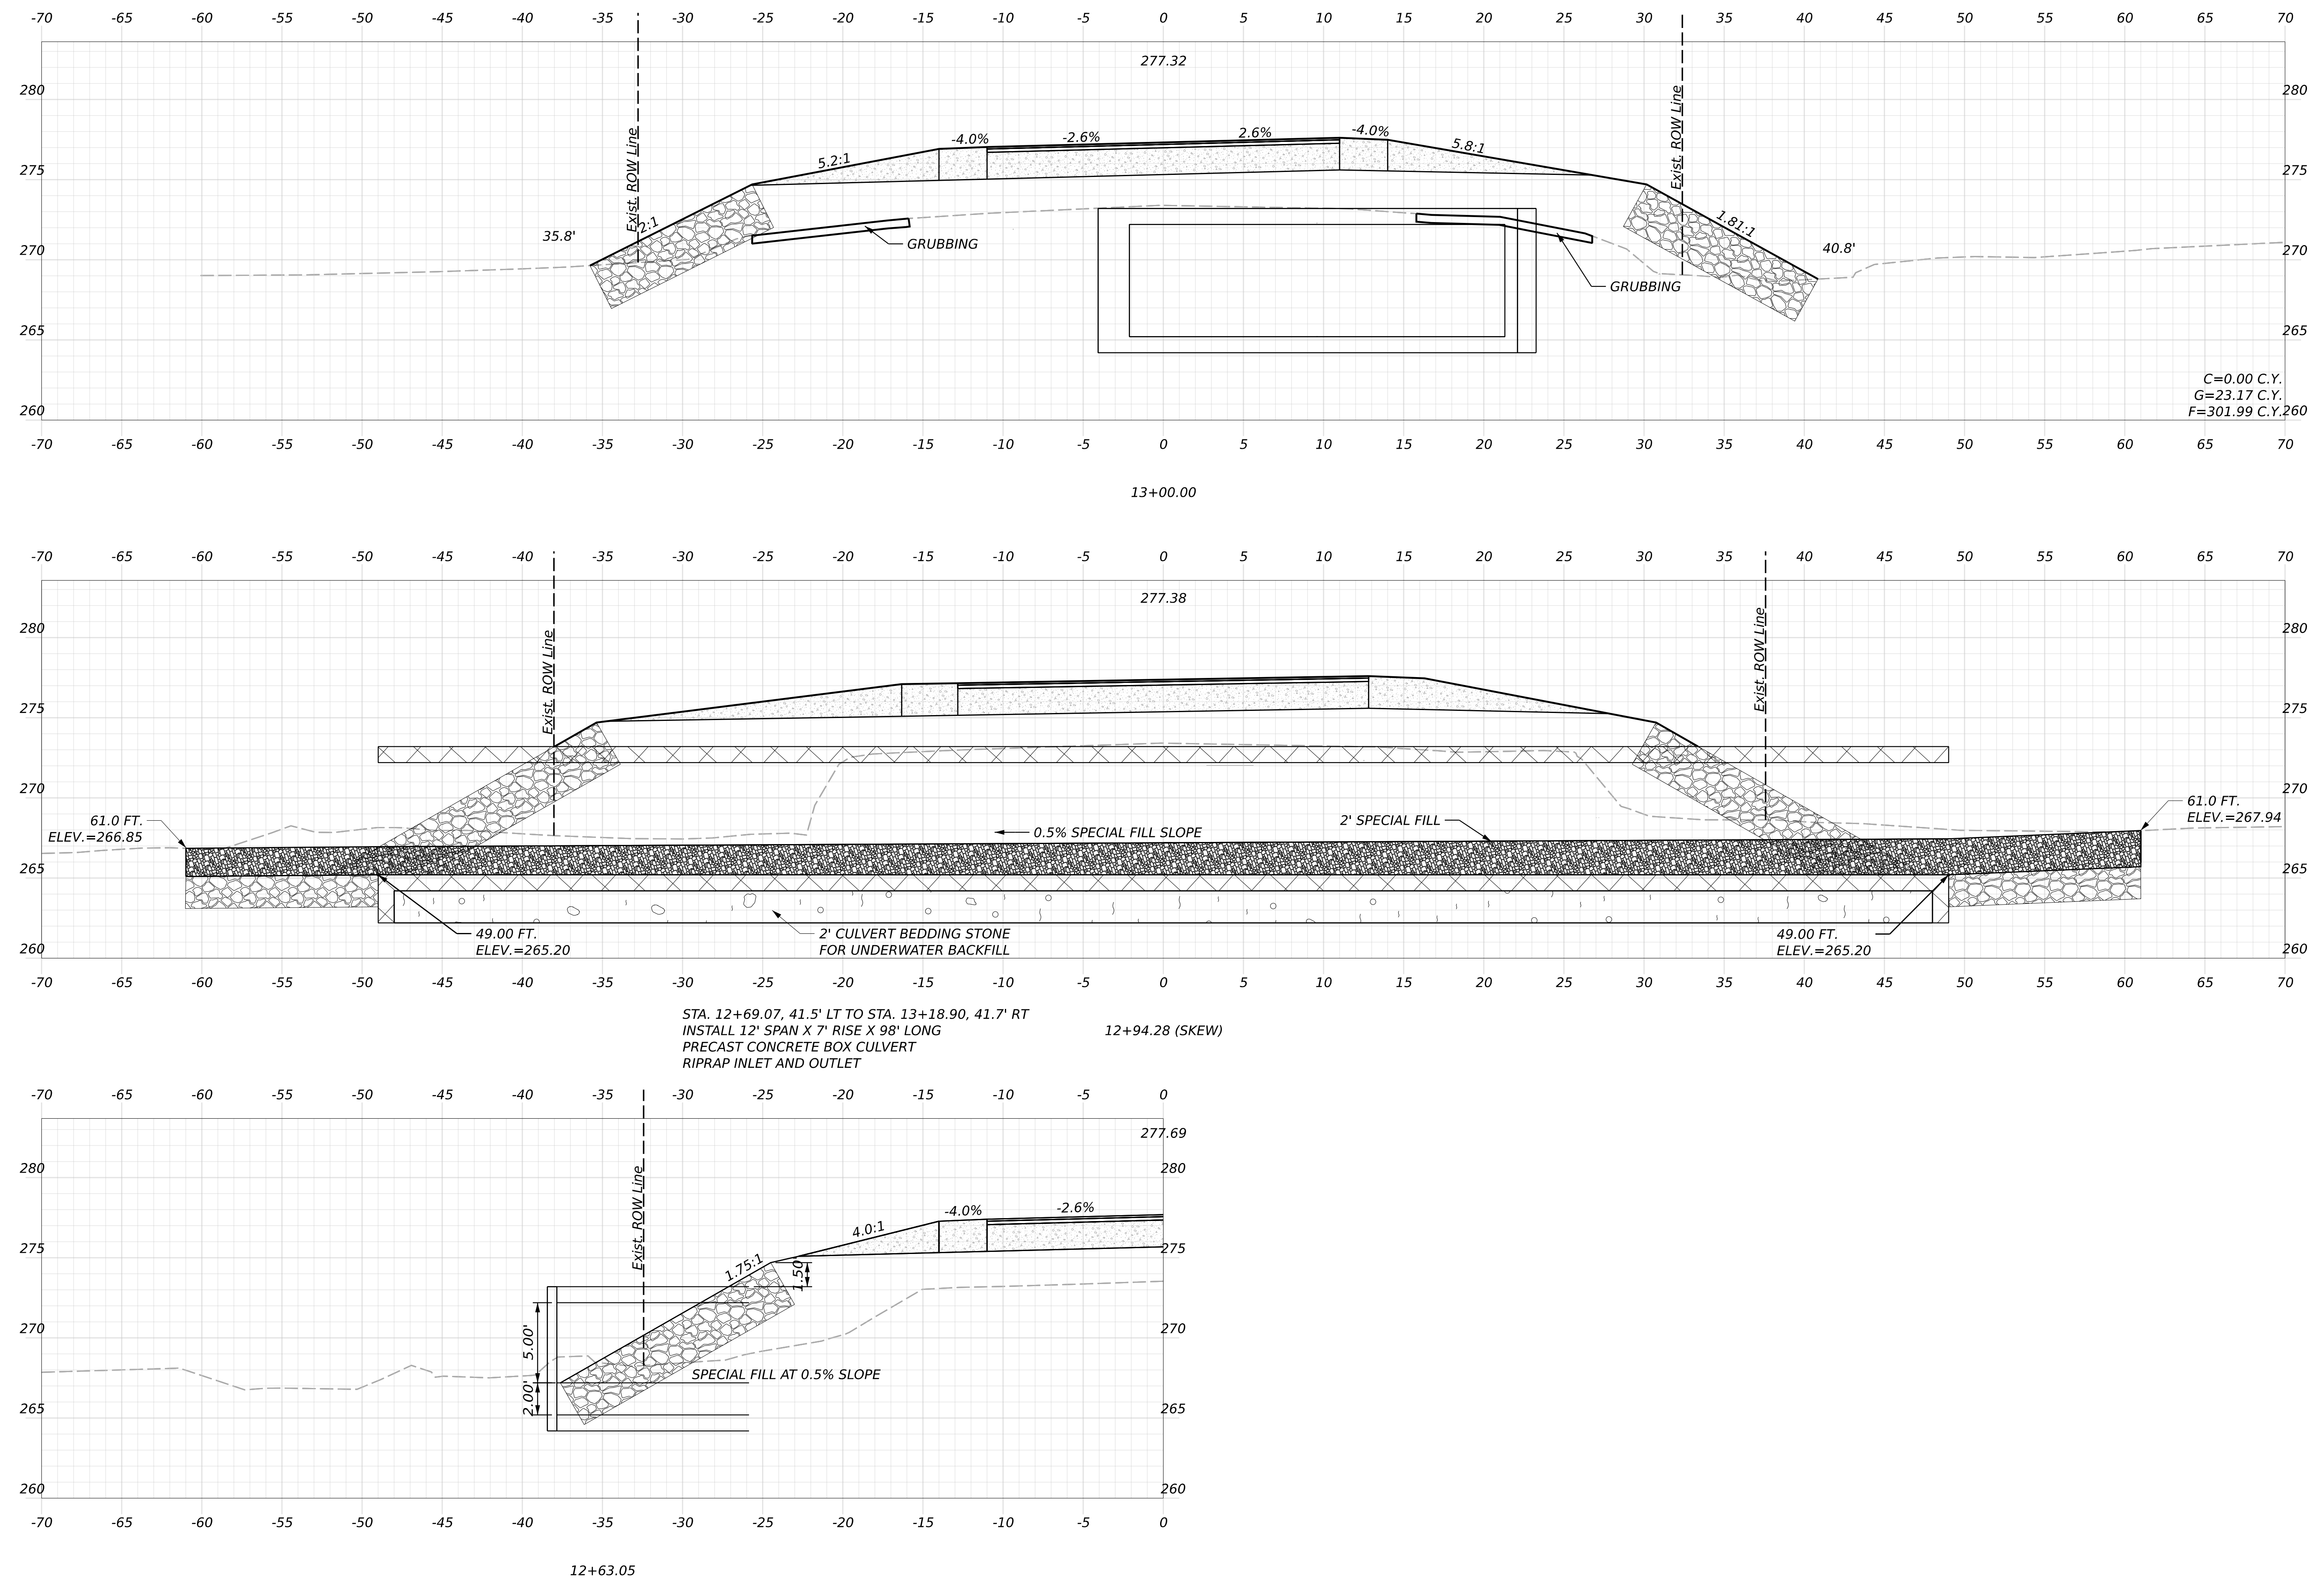 -70 -65 -60 -55 -50 -45 -40 -35 -30 -25 -20 -15 -10 -5 0 5 10 15 20 25 30 35 40 45 50 55 60 65 70
277.32
280 280
Exist. ROW Line
Exist. ROW Line
-4.0% -2.6% 2.6% -4.0%
5.2:1
5.8:1
275 275
2:1
1.81:1
35.8'
40.8'
GRUBBING
270 270
GRUBBING
265 265
C=0.00 C.Y.
G=23.17 C.Y.
F=301.99 C.Y.
260 260
-70 -65 -60 -55 -50 -45 -40 -35 -30 -25 -20 -15 -10 -5 0 5 10 15 20 25 30 35 40 45 50 55 60 65 70
13+00.00
-70 -65 -60 -55 -50 -45 -40 -35 -30 -25 -20 -15 -10 -5 0 5 10 15 20 25 30 35 40 45 50 55 60 65 70
277.38
280 280
Exist. ROW Line
Exist. ROW Line
275 275
270 270
61.0 FT.
ELEV.=266.85
0.5% SPECIAL FILL SLOPE
2' SPECIAL FILL
61.0 FT.
ELEV.=267.94
265 265
49.00 FT.
ELEV.=265.20
2' CULVERT BEDDING STONE
FOR UNDERWATER BACKFILL
49.00 FT.
ELEV.=265.20
260 260
-70 -65 -60 -55 -50 -45 -40 -35 -30 -25 -20 -15 -10 -5 0 5 10 15 20 25 30 35 40 45 50 55 60 65 70
STA. 12+69.07, 41.5' LT TO STA. 13+18.90, 41.7' RT
INSTALL 12' SPAN X 7' RISE X 98' LONG
PRECAST CONCRETE BOX CULVERT
RIPRAP INLET AND OUTLET
12+94.28 (SKEW)
-70 -65 -60 -55 -50 -45 -40 -35 -30 -25 -20 -15 -10 -5 0
277.69
280 280
Exist. ROW Line
-4.0% -2.6%
4.0:1
275 275
1.75:1
1.50
270 270
5.00'
SPECIAL FILL AT 0.5% SLOPE
2.00'
265 265
260 260
-70 -65 -60 -55 -50 -45 -40 -35 -30 -25 -20 -15 -10 -5 0
12+63.05